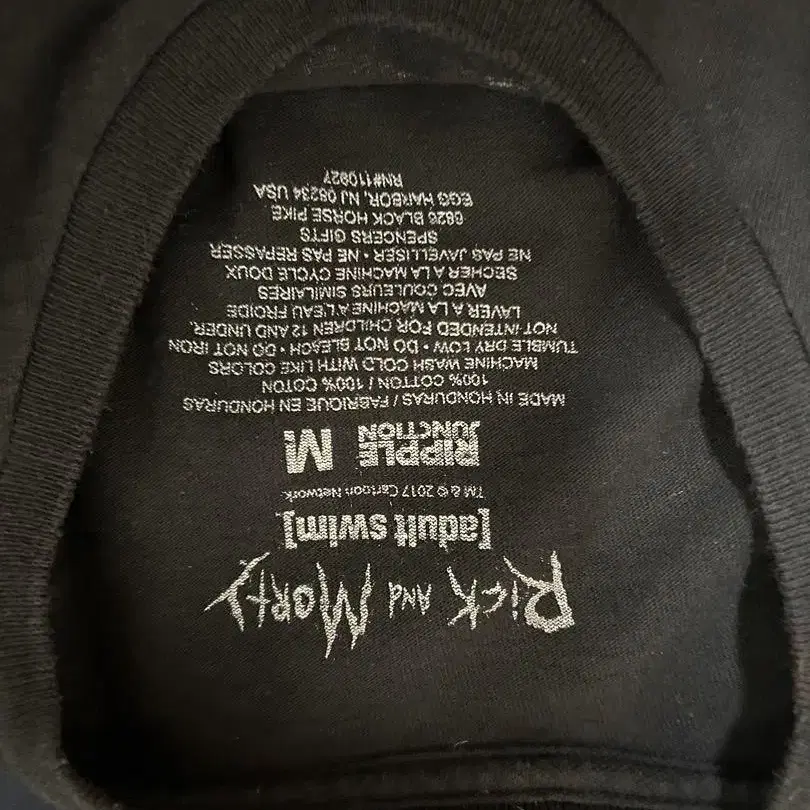 RICK AND MORTY
[adult swim]
TM & © 2017 Cartoon Network.
RIPPLE JUNCTION M
MADE IN HONDURAS / FABRIQUE EN HONDURAS
100% COTTON / 100% COTON
MACHINE WASH COLD WITH LIKE COLORS
TUMBLE DRY LOW • DO NOT BLEACH • DO NOT IRON
NOT INTENDED FOR CHILDREN 12 AND UNDER.
LAVER A LA MACHINE A L'EAU FROIDE
AVEC COULEURS SIMILAIRES
SECHER A LA MACHINE CYCLE DOUX
NE PAS JAVELLISER • NE PAS REPASSER
SPENCERS GIFTS
6826 BLACK HORSE PIKE
EGG HARBOR, NJ 08234 USA
RN#110927